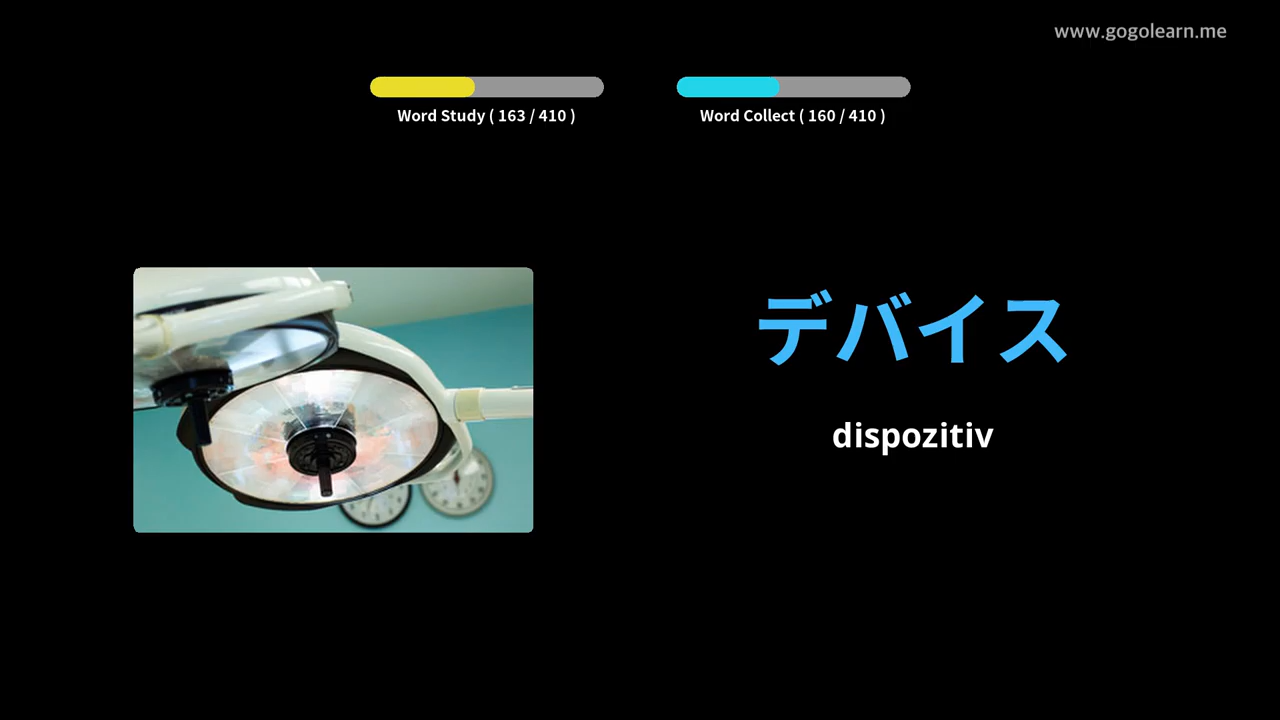 www.gogolearn.me
Word Study ( 163 / 410 )
Word Collect ( 160 / 410 )
デバイス
dispozitiv